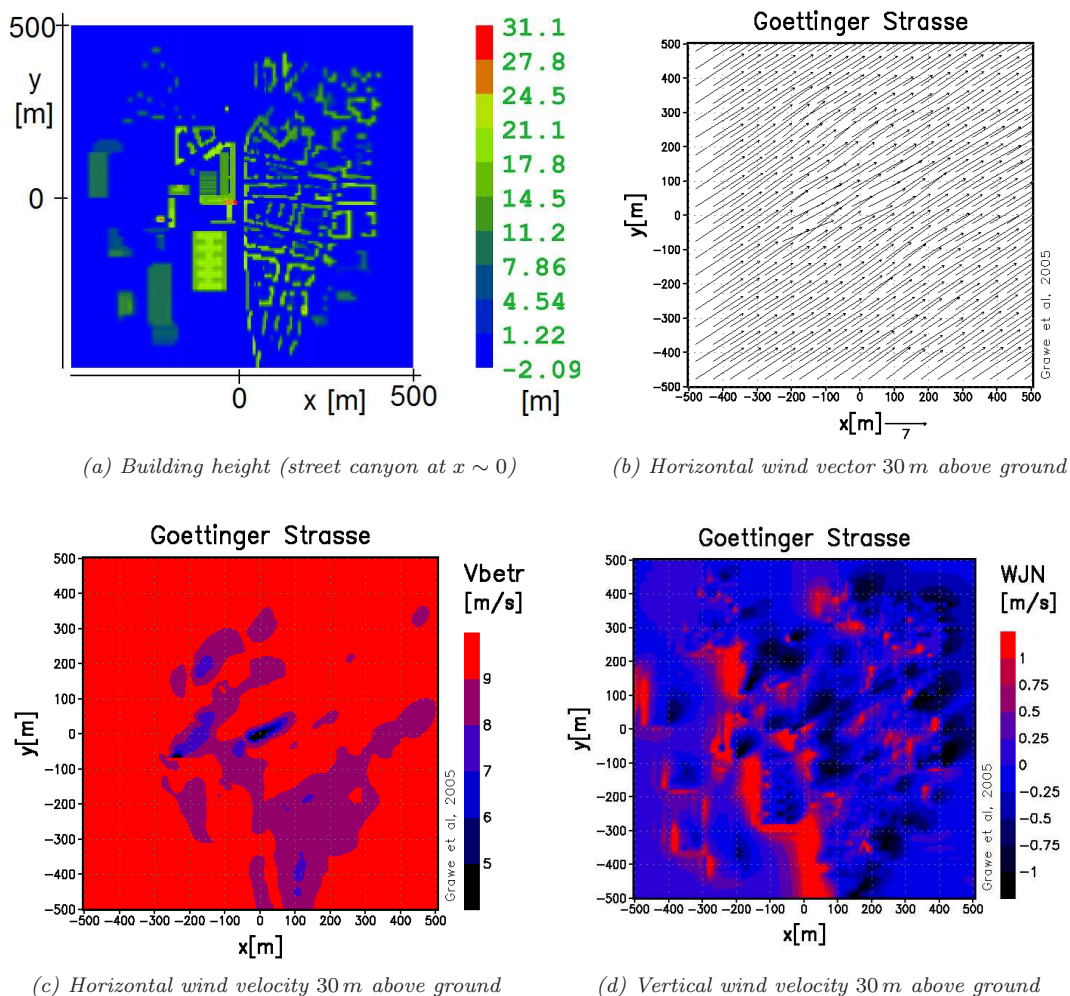 500
y
[m]
0
0
x [m]
500
31.1
27.8
24.5
21.1
17.8
14.5
11.2
7.86
4.54
1.22
-2.09
[m]
(a) Building height (street canyon at x ∼ 0)
Goettinger Strasse
500
400
300
200
100
0
−100
−200
−300
−400
−500
y[m]
−500 −400 −300 −200 −100 0 100 200 300 400 500
x[m]
7
Grawe et al, 2005
(b) Horizontal wind vector 30 m above ground
Goettinger Strasse
500
400
300
200
100
0
−100
−200
−300
−400
−500
y[m]
−500 −400 −300 −200 −100 0 100 200 300 400 500
x[m]
Vbetr
[m/s]
9
8
7
6
5
Grawe et al, 2005
(c) Horizontal wind velocity 30 m above ground
Goettinger Strasse
500
400
300
200
100
0
−100
−200
−300
−400
−500
y[m]
−500 −400 −300 −200 −100 0 100 200 300 400 500
x[m]
WJN
[m/s]
1
0.75
0.5
0.25
0
−0.25
−0.5
−0.75
−1
Grawe et al, 2005
(d) Vertical wind velocity 30 m above ground